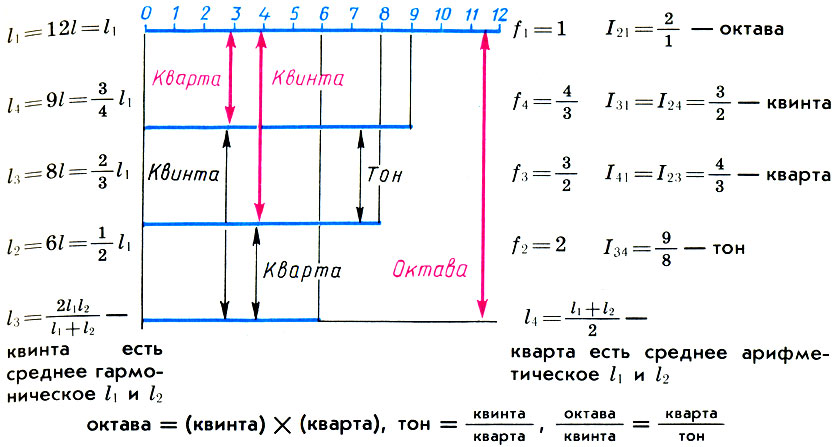 0 1 2 3 4 5 6 7 8 9 10 11 12
l₁=12l=l₁
f₁=1 I₂₁=2/1 — октава
Кварта Квинта
l₄=9l=3/4 l₁
f₄=4/3 I₃₁=I₂₄=3/2 — квинта
Квинта Тон
l₃=8l=2/3 l₁
f₃=3/2 I₄₁=I₂₃=4/3 — кварта
l₂=6l=1/2 l₁
Кварта Октава
f₂=2 I₃₄=9/8 — тон
l₃=2l₁l₂/l₁+l₂ —
квинта есть
среднее гармо-
ническое l₁ и l₂
l₄=l₁+l₂/2 —
кварта есть среднее арифме-
тическое l₁ и l₂
октава = (квинта) × (кварта), тон = квинта/кварта, октава/квинта = кварта/тон